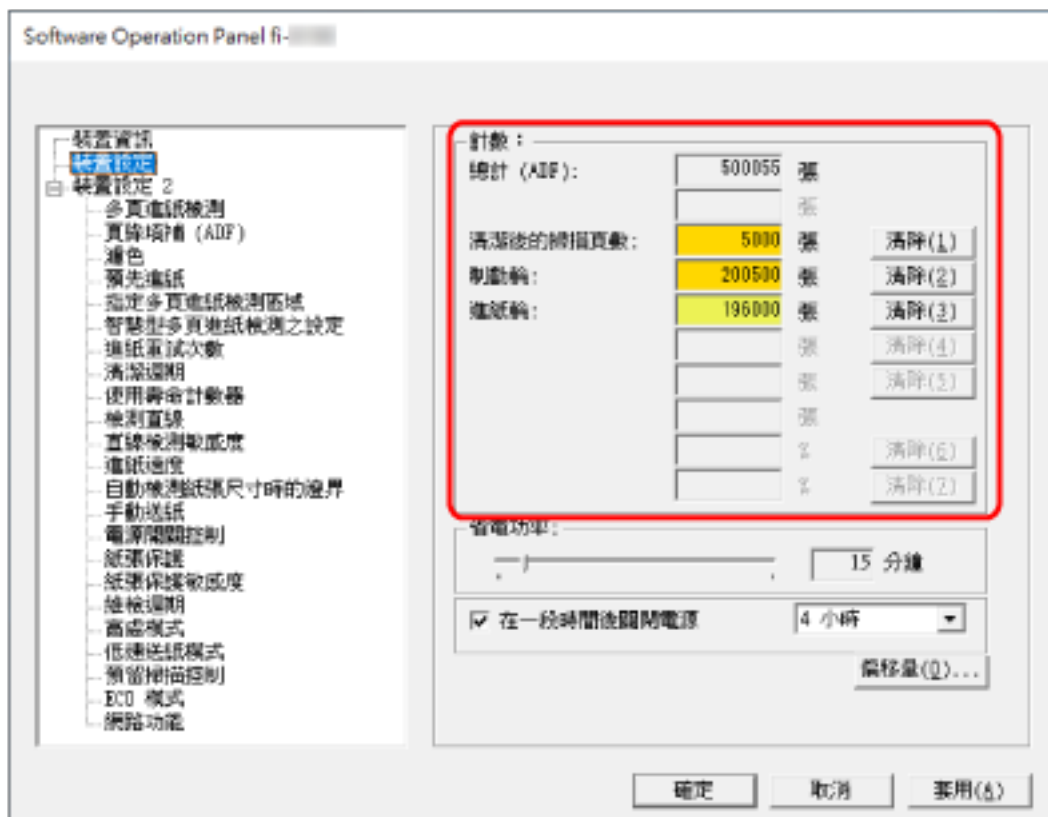 Software Operation Panel fi-
裝置資訊
裝置設定
裝置設定 2
多頁進紙檢測
頁緣填補 (ADF)
濾色
預先進紙
指定多頁進紙檢測區域
智慧型多頁進紙檢測之設定
進紙重試次數
清潔週期
使用壽命計數器
檢測直線
直線檢測敏感度
進紙速度
自動檢測紙張尺寸時的邊界
手動送紙
電源開關控制
紙張保護
紙張保護敏感度
維檢週期
高處模式
低速送紙模式
預留掃描控制
ECO 模式
網路功能
計數：
總計 (ADF): 500055 張
張
清潔後的掃描頁數: 5000 張 清除(1)
制動輪: 200500 張 清除(2)
進紙輪: 196000 張 清除(3)
張 清除(4)
張 清除(5)
張
% 清除(6)
% 清除(7)
省電功率:
15 分鐘
在一段時間後關閉電源 4 小時
偏移量(O)...
確定 取消 套用(A)